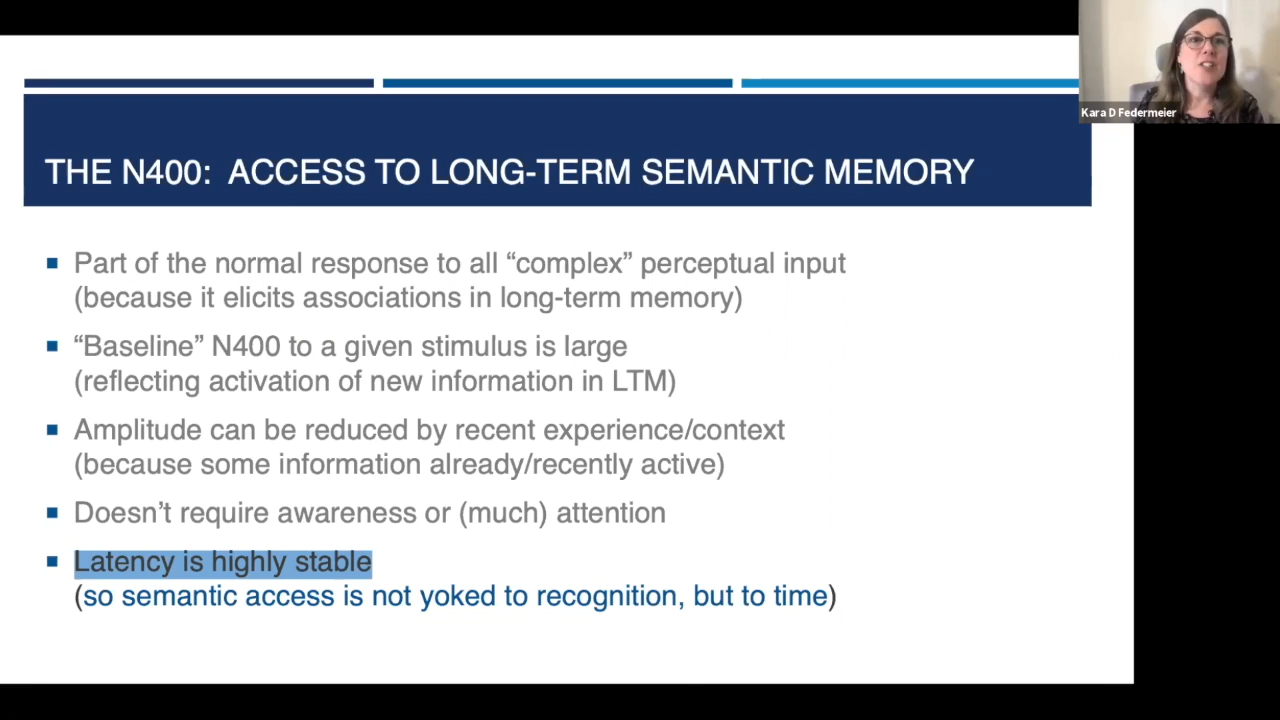 Kara D Federmeier
THE N400: ACCESS TO LONG-TERM SEMANTIC MEMORY
Part of the normal response to all “complex” perceptual input
(because it elicits associations in long-term memory)
“Baseline” N400 to a given stimulus is large
(reflecting activation of new information in LTM)
Amplitude can be reduced by recent experience/context
(because some information already/recently active)
Doesn’t require awareness or (much) attention
Latency is highly stable
(so semantic access is not yoked to recognition, but to time)